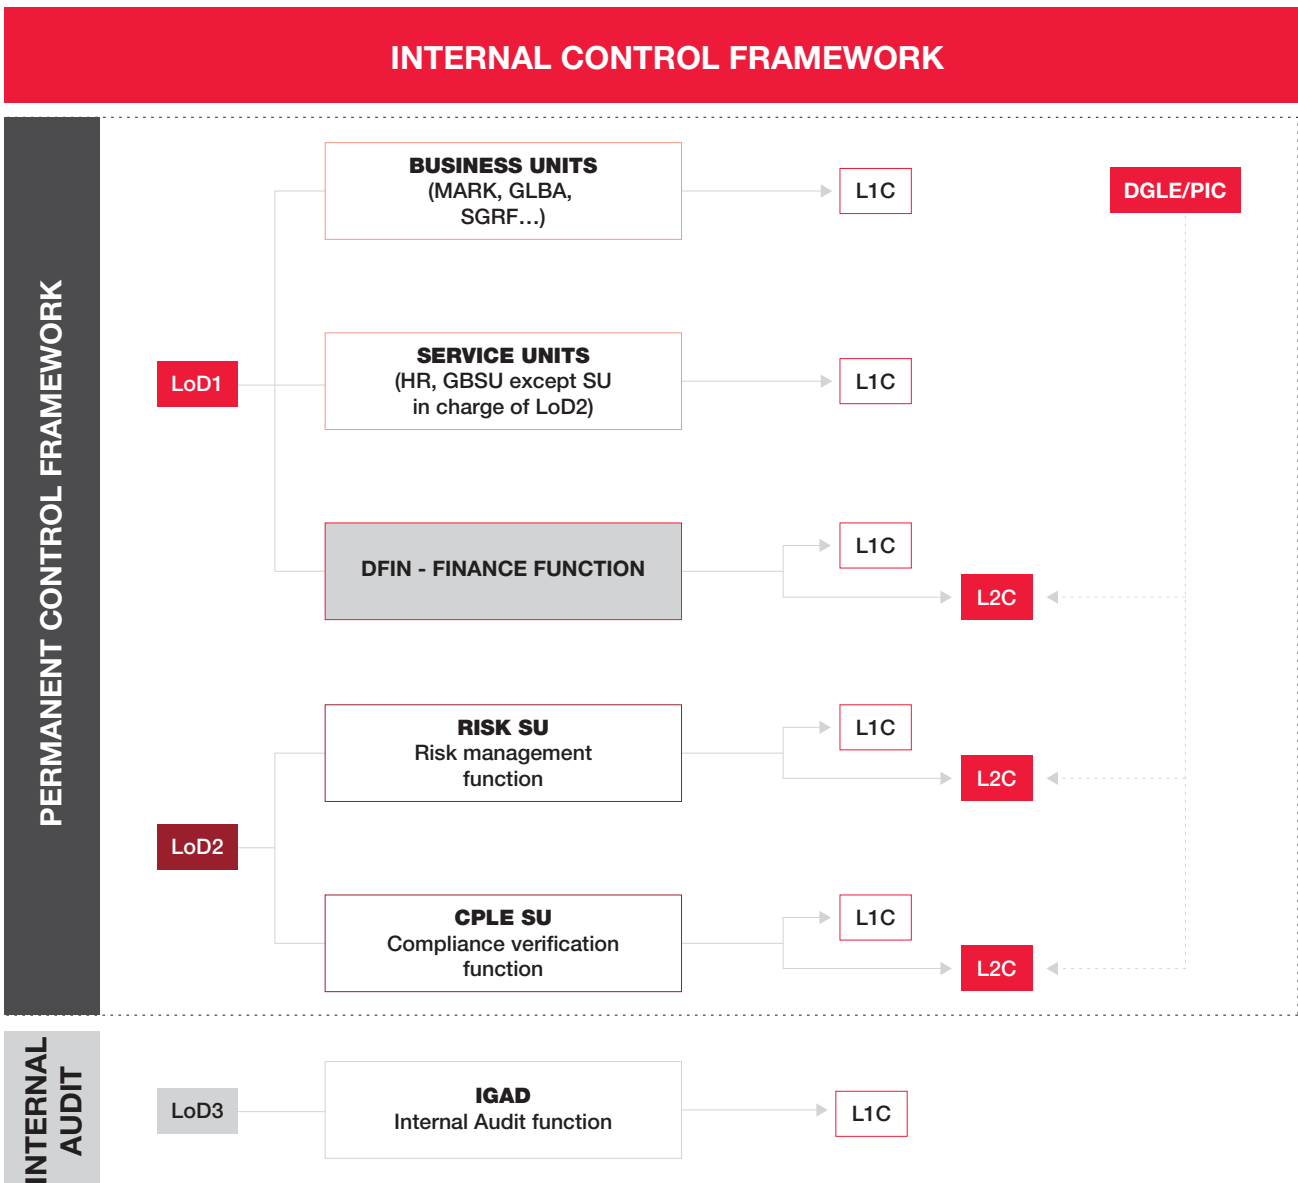 INTERNAL CONTROL FRAMEWORK
PERMANENT CONTROL FRAMEWORK
LoD1
BUSINESS UNITS
(MARK, GLBA,
SGRF…)
L1C
DGLE/PIC
SERVICE UNITS
(HR, GBSU except SU
in charge of LoD2)
L1C
DFIN - FINANCE FUNCTION
L1C
L2C
LoD2
RISK SU
Risk management
function
L1C
L2C
CPLE SU
Compliance verification
function
L1C
L2C
INTERNAL
AUDIT
LoD3
IGAD
Internal Audit function
L1C